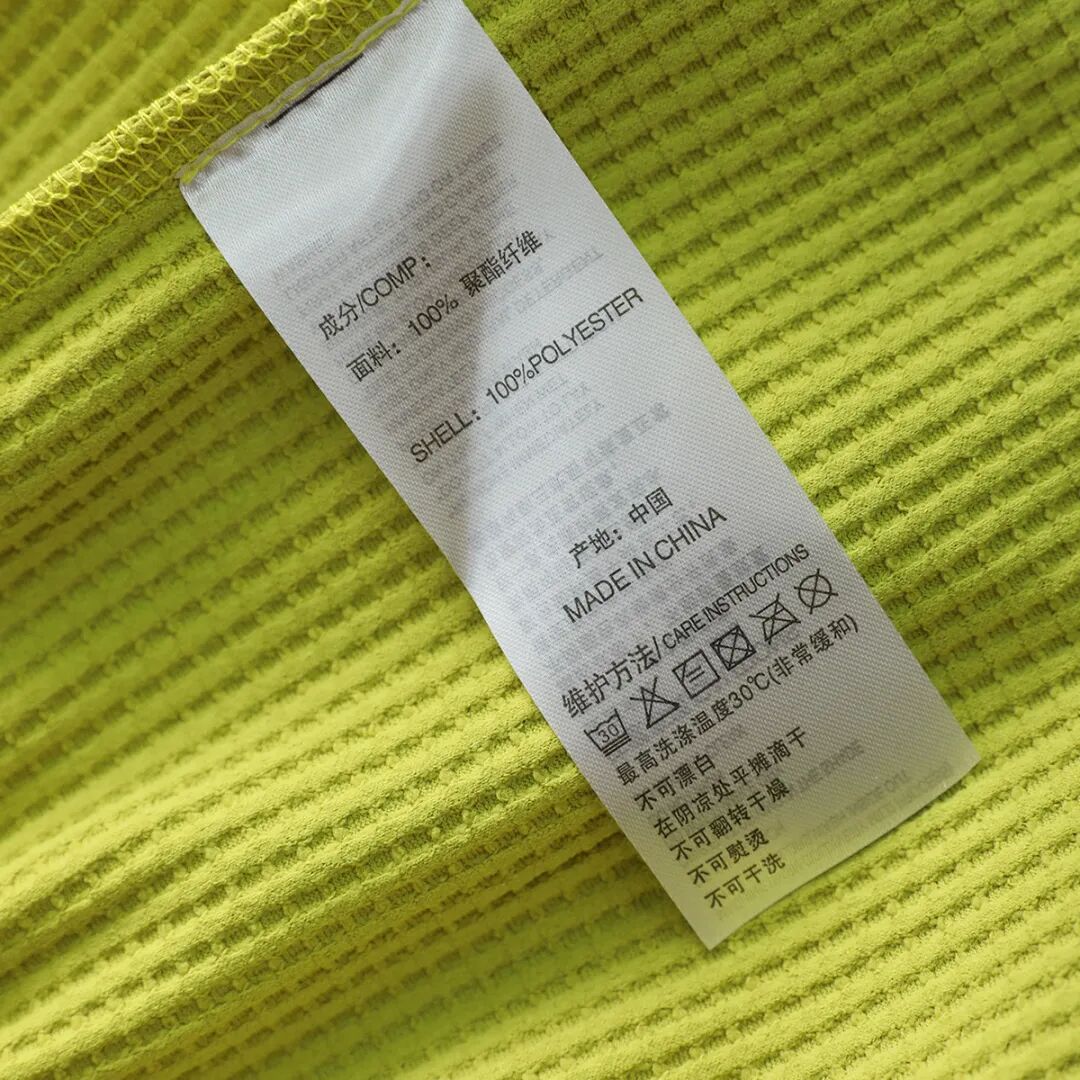 成分/COMP:
面料: 100% 聚酯纤维
SHELL: 100%POLYESTER
产地: 中国
MADE IN CHINA
维护方法/CARE INSTRUCTIONS
30
最高洗涤温度30℃(非常缓和)
不可漂白
在阴凉处平摊滴干
不可翻转干燥
不可熨烫
不可干洗